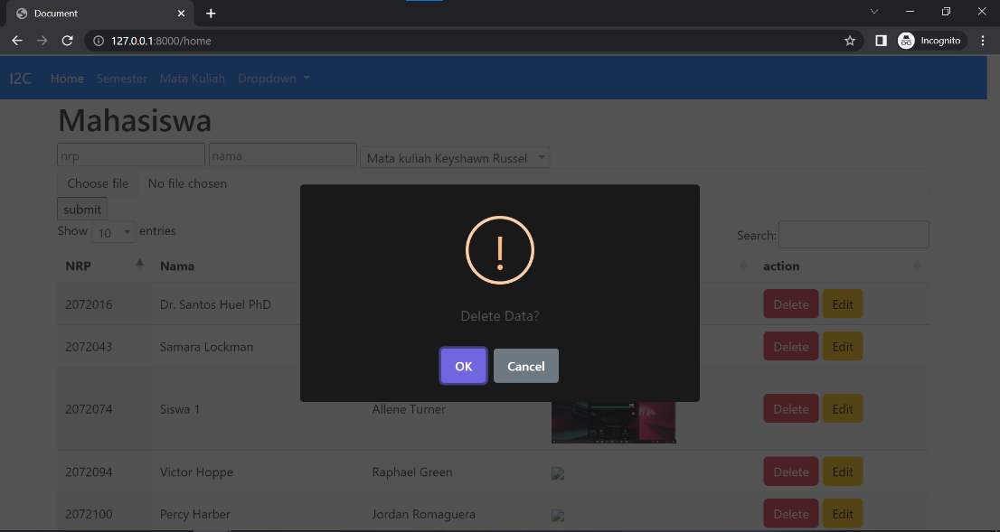 Document
127.0.0.1:8000/home
Incognito
I2C Home Semester Mata Kuliah Dropdown
Mahasiswa
nrp nama Mata kuliah Keyshawn Russel
Choose file No file chosen
submit
Show 10 entries Search:
NRP Nama action
2072016 Dr. Santos Huel PhD Delete Edit
2072043 Samara Lockman Delete Edit
2072074 Siswa 1 Allene Turner Delete Edit
2072094 Victor Hoppe Raphael Green Delete Edit
2072100 Percy Harber Jordan Romaguera Delete Edit
!
Delete Data?
OK Cancel